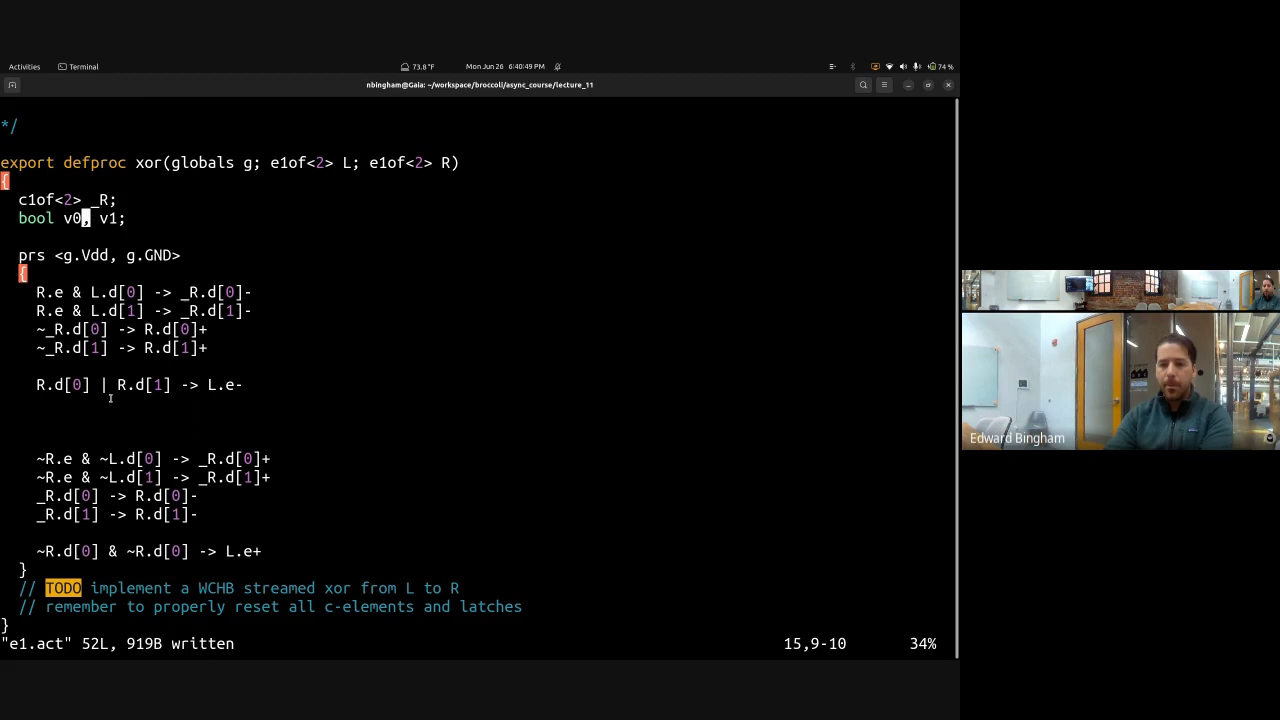 Activities Terminal 73.8 °F Mon Jun 26 6:40:49 PM 74 %
nbingham@Gaia: ~/workspace/broccoli/async_course/lecture_11
*/
export defproc xor(globals g; e1of<2> L; e1of<2> R)
{
c1of<2> _R;
bool v0, v1;
prs <g.Vdd, g.GND>
{
R.e & L.d[0] -> _R.d[0]-
R.e & L.d[1] -> _R.d[1]-
~_R.d[0] -> R.d[0]+
~_R.d[1] -> R.d[1]+
R.d[0] | R.d[1] -> L.e-
~R.e & ~L.d[0] -> _R.d[0]+
~R.e & ~L.d[1] -> _R.d[1]+
_R.d[0] -> R.d[0]-
_R.d[1] -> R.d[1]-
~R.d[0] & ~R.d[0] -> L.e+
}
// TODO implement a WCHB streamed xor from L to R
// remember to properly reset all c-elements and latches
}
"e1.act" 52L, 919B written 15,9-10 34%
Edward Bingham